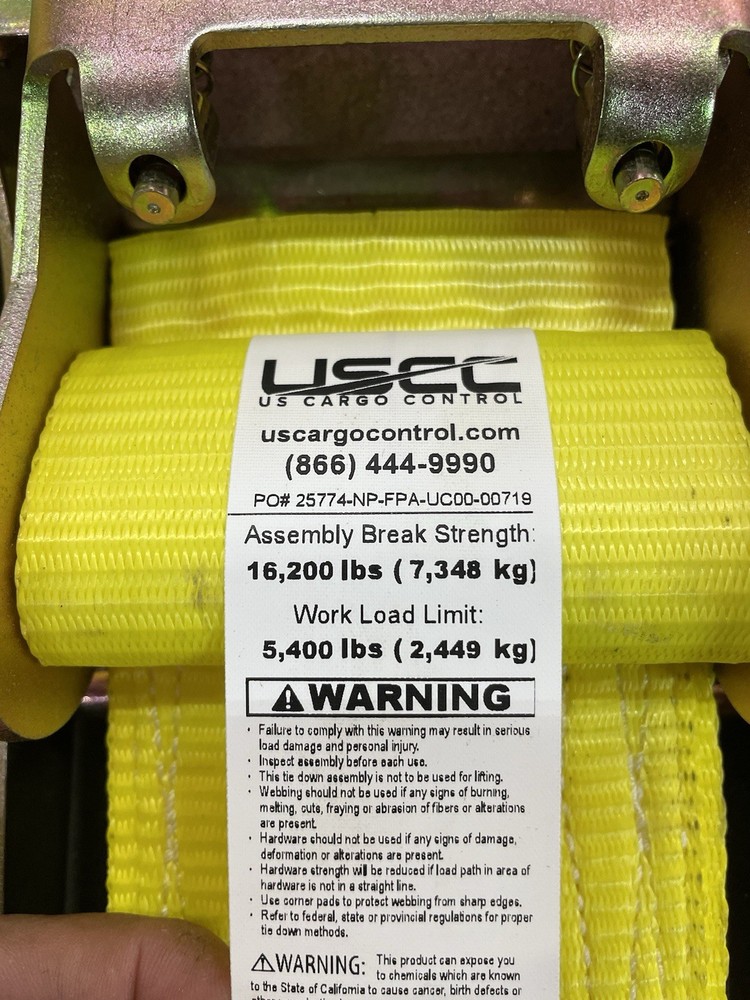 USCC
US CARGO CONTROL
uscargocontrol.com
(866) 444-9990
PO# 25774-NP-FPA-UC00-00719
Assembly Break Strength:
16,200 lbs ( 7,348 kg)
Work Load Limit:
5,400 lbs ( 2,449 kg)
WARNING
· Failure to comply with this warning may result in serious
load damage and personal injury.
· Inspect assembly before each use.
· This tie down assembly is not to be used for lifting.
· Webbing should not be used if any signs of burning,
melting, cuts, fraying or abrasion of fibers or alterations
are present.
· Hardware should not be used if any signs of damage,
deformation or alterations are present.
· Hardware strength will be reduced if load path in area of
hardware is not in a straight line.
· Use corner pads to protect webbing from sharp edges.
· Refer to federal, state or provincial regulations for proper
tie down methods.
WARNING: This product can expose you
to chemicals which are known
to the State of California to cause cancer, birth defects or